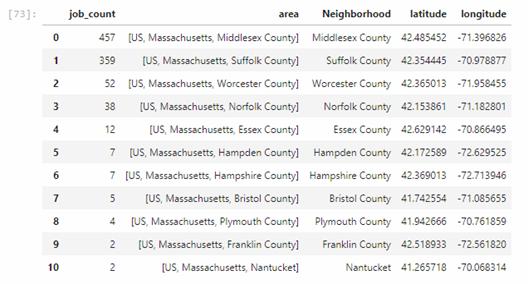 [73]:
job_count area Neighborhood latitude longitude
0 457 [US, Massachusetts, Middlesex County] Middlesex County 42.485452 -71.396826
1 359 [US, Massachusetts, Suffolk County] Suffolk County 42.354445 -70.978877
2 52 [US, Massachusetts, Worcester County] Worcester County 42.365013 -71.958455
3 38 [US, Massachusetts, Norfolk County] Norfolk County 42.153861 -71.182801
4 12 [US, Massachusetts, Essex County] Essex County 42.629142 -70.866495
5 7 [US, Massachusetts, Hampden County] Hampden County 42.172589 -72.629525
6 7 [US, Massachusetts, Hampshire County] Hampshire County 42.369013 -72.713946
7 5 [US, Massachusetts, Bristol County] Bristol County 41.742554 -71.085655
8 4 [US, Massachusetts, Plymouth County] Plymouth County 41.942666 -70.761859
9 2 [US, Massachusetts, Franklin County] Franklin County 42.518933 -72.561820
10 2 [US, Massachusetts, Nantucket] Nantucket 41.265718 -70.068314